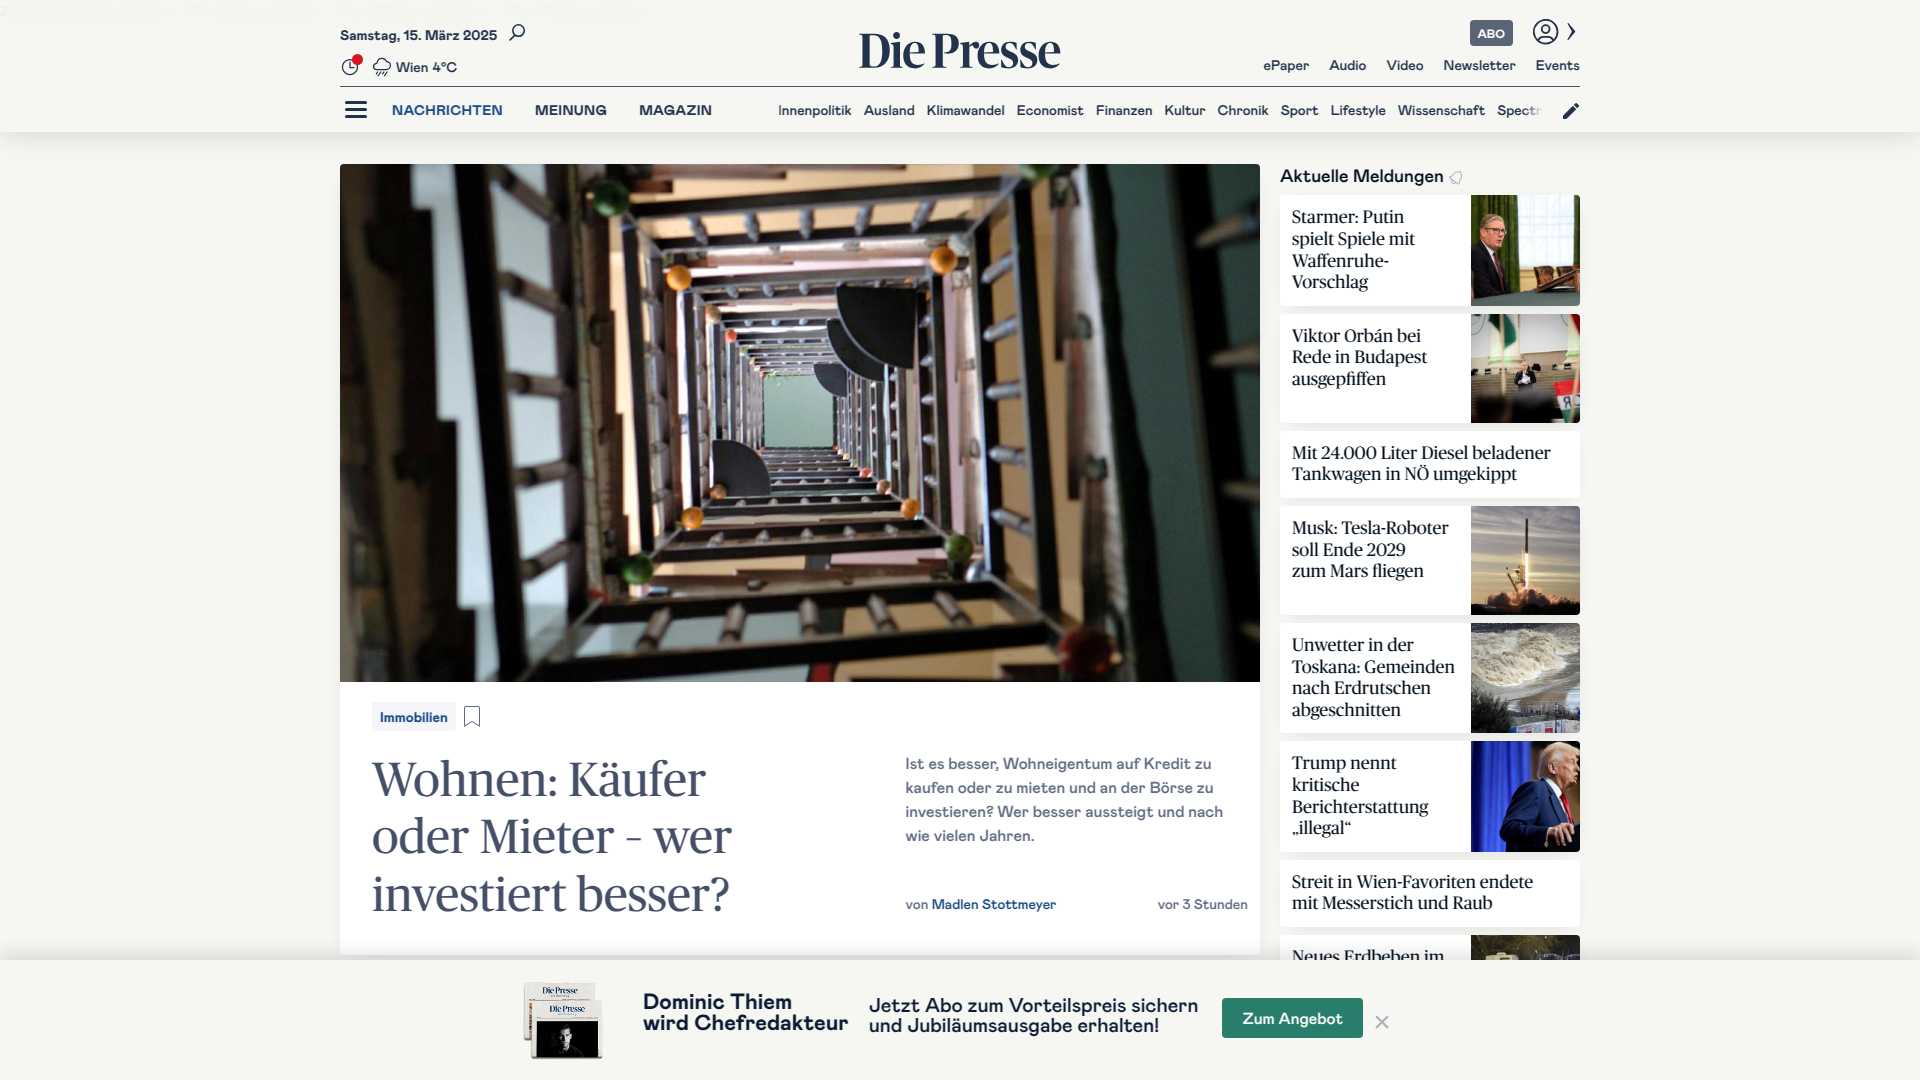 Samstag, 15. März 2025
Wien 4°C
Die Presse
ABO
ePaper Audio Video Newsletter Events
NACHRICHTEN MEINUNG MAGAZIN
Innenpolitik Ausland Klimawandel Economist Finanzen Kultur Chronik Sport Lifestyle Wissenschaft Spectr
Immobilien
Wohnen: Käufer
oder Mieter – wer
investiert besser?
Ist es besser, Wohneigentum auf Kredit zu
kaufen oder zu mieten und an der Börse zu
investieren? Wer besser aussteigt und nach
wie vielen Jahren.
von Madlen Stottmeyer
vor 3 Stunden
Aktuelle Meldungen
Starmer: Putin
spielt Spiele mit
Waffenruhe-
Vorschlag
Viktor Orbán bei
Rede in Budapest
ausgepfiffen
Mit 24.000 Liter Diesel beladener
Tankwagen in NÖ umgekippt
Musk: Tesla-Roboter
soll Ende 2029
zum Mars fliegen
Unwetter in der
Toskana: Gemeinden
nach Erdrutschen
abgeschnitten
Trump nennt
kritische
Berichterstattung
„illegal“
Streit in Wien-Favoriten endete
mit Messerstich und Raub
Neues Erdbeben im
Die Presse
Die Presse
Dominic Thiem
wird Chefredakteur
Jetzt Abo zum Vorteilspreis sichern
und Jubiläumsausgabe erhalten!
Zum Angebot